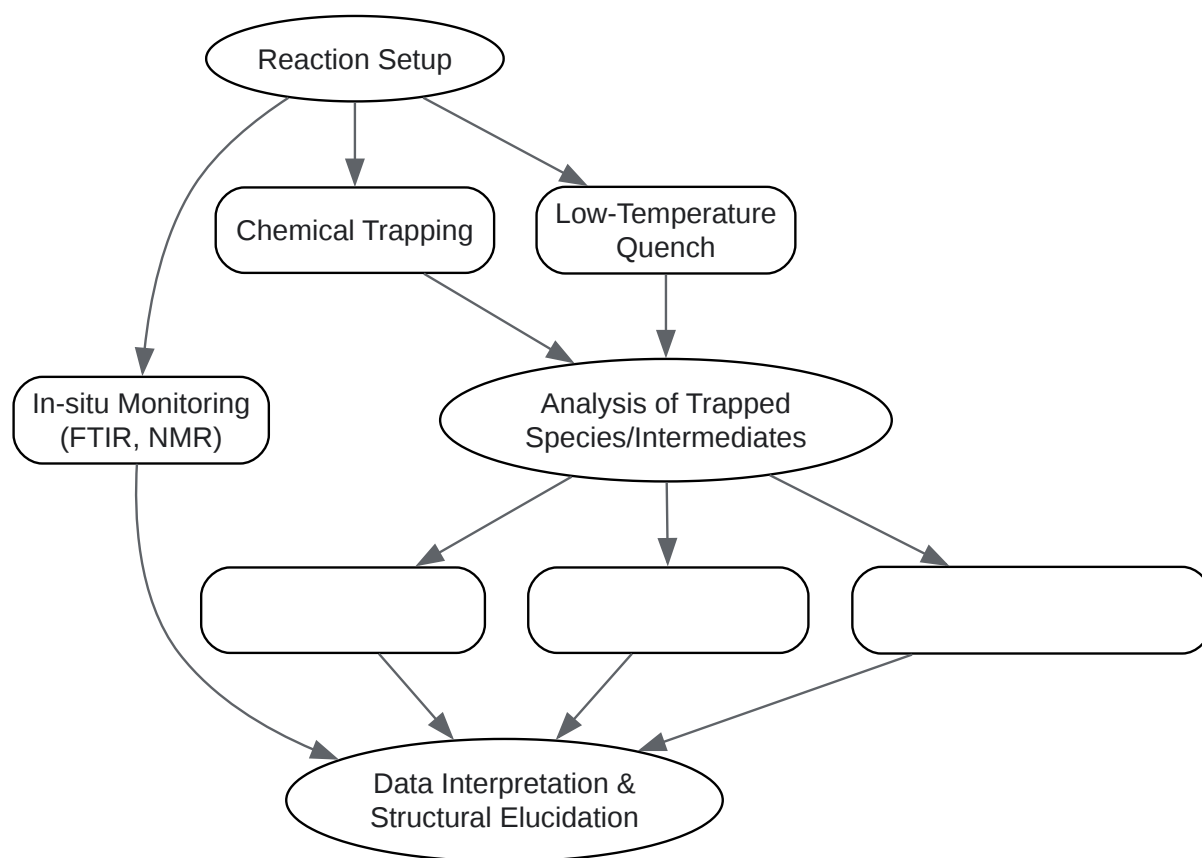 Reaction Setup
Chemical Trapping
Low-Temperature
Quench
In-situ Monitoring
(FTIR, NMR)
Analysis of Trapped
Species/Intermediates
Data Interpretation &
Structural Elucidation